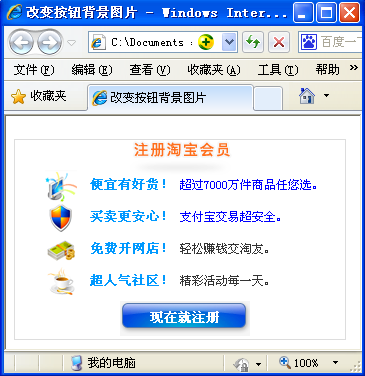 改变按钮背景图片 - Windows Inter...
C:\Documents
百度一
文件(F) 编辑(E) 查看(V) 收藏夹(A) 工具(T) 帮助 »
收藏夹 改变按钮背景图片
注册淘宝会员
便宜有好货！ 超过7000万件商品任您选。
买卖更安心！ 支付宝交易超安全。
免费开网店！ 轻松赚钱交淘友。
超人气社区！ 精彩活动每一天。
现在就注册
我的电脑 100%